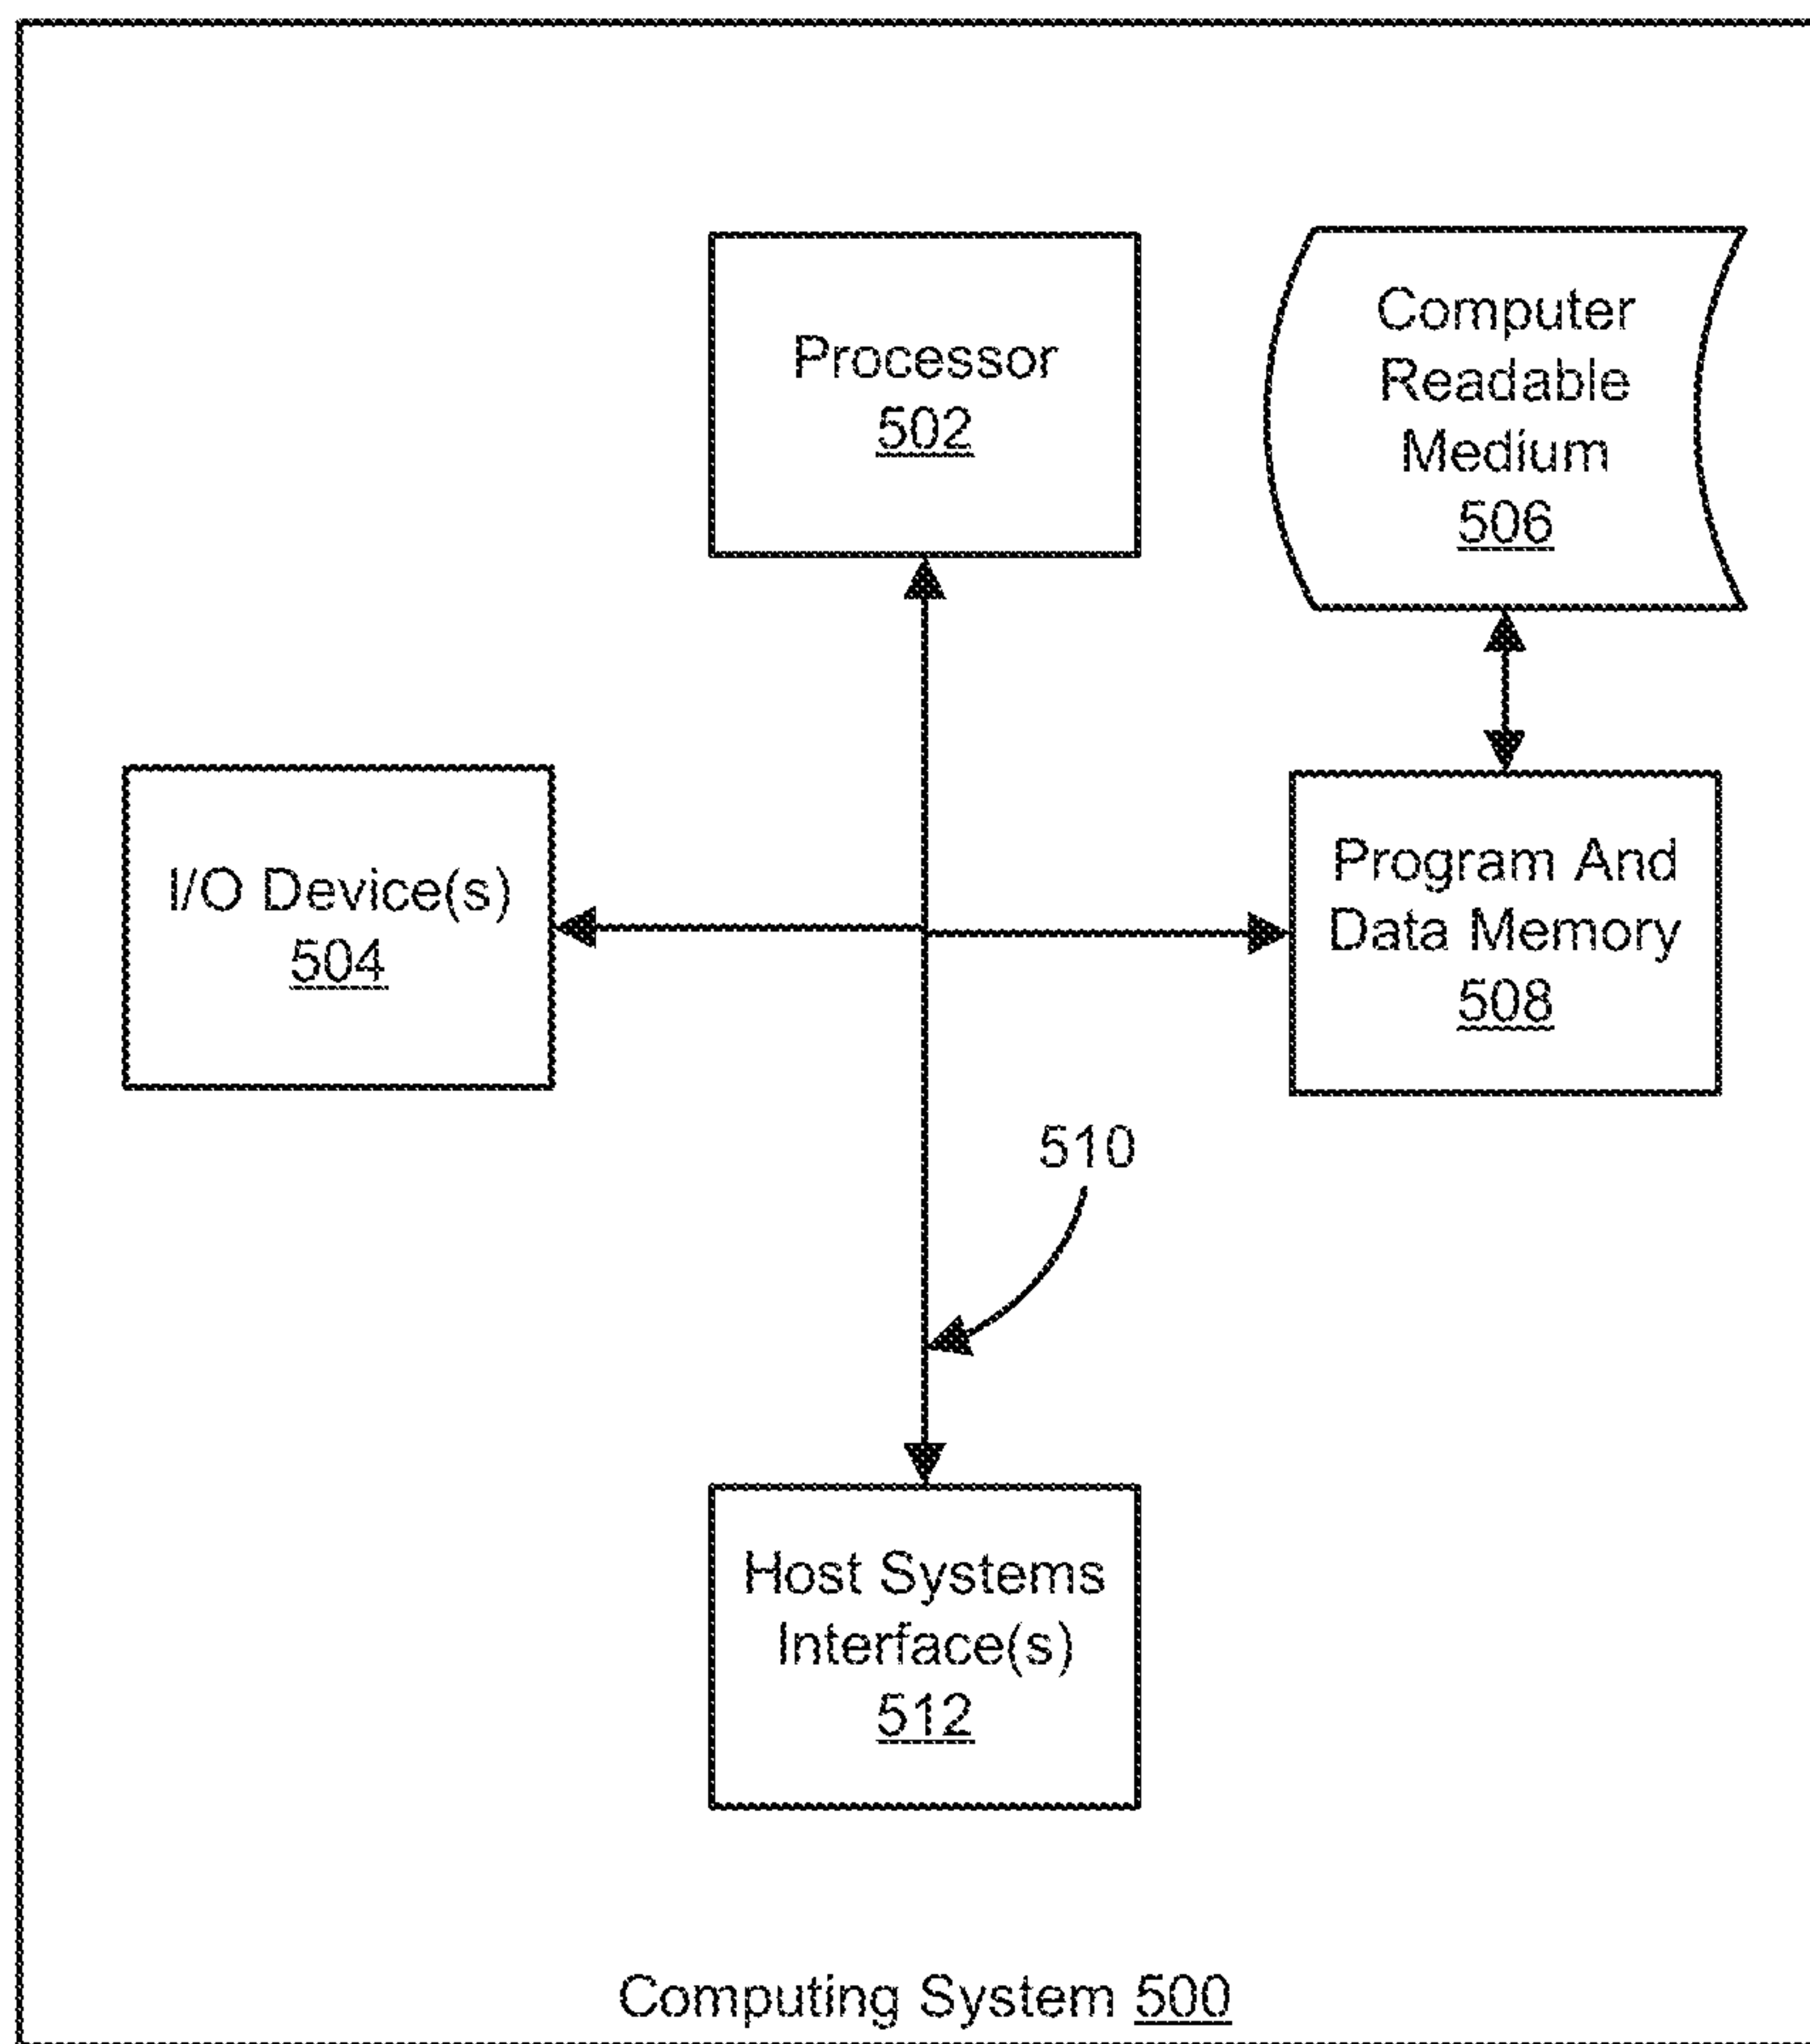 Processor
502
Computer
Readable
Medium
506
I/O Device(s)
504
Program And
Data Memory
508
510
Host Systems
Interface(s)
512
Computing System 500